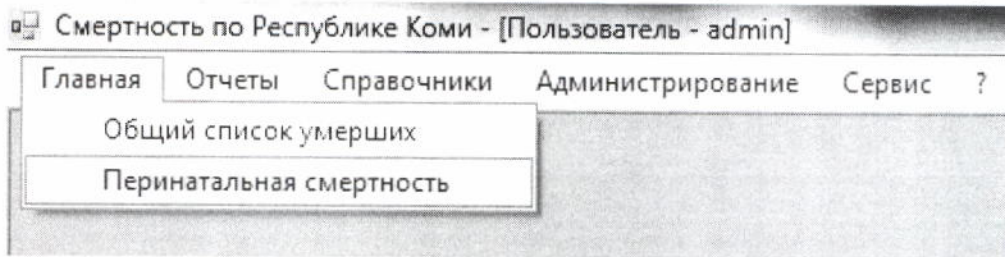 Смертность по Республике Коми - [Пользователь - admin]
Главная Отчеты Справочники Администрирование Сервис ?
Общий список умерших
Перинатальная смертность